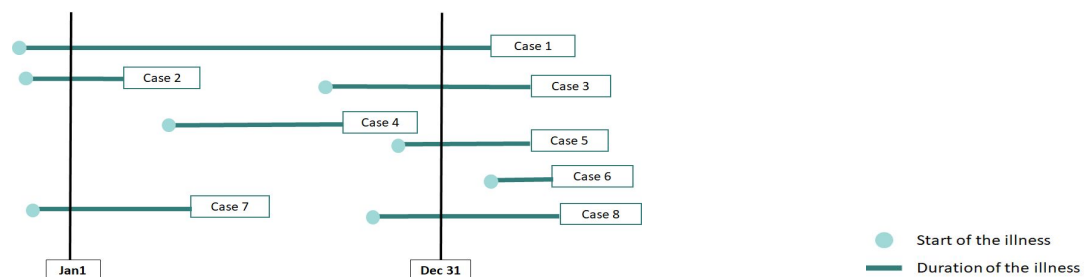 Case 1
Case 2
Case 3
Case 4
Case 5
Case 6
Case 7
Case 8
Start of the illness
Jan1
Dec 31
Duration of the illness